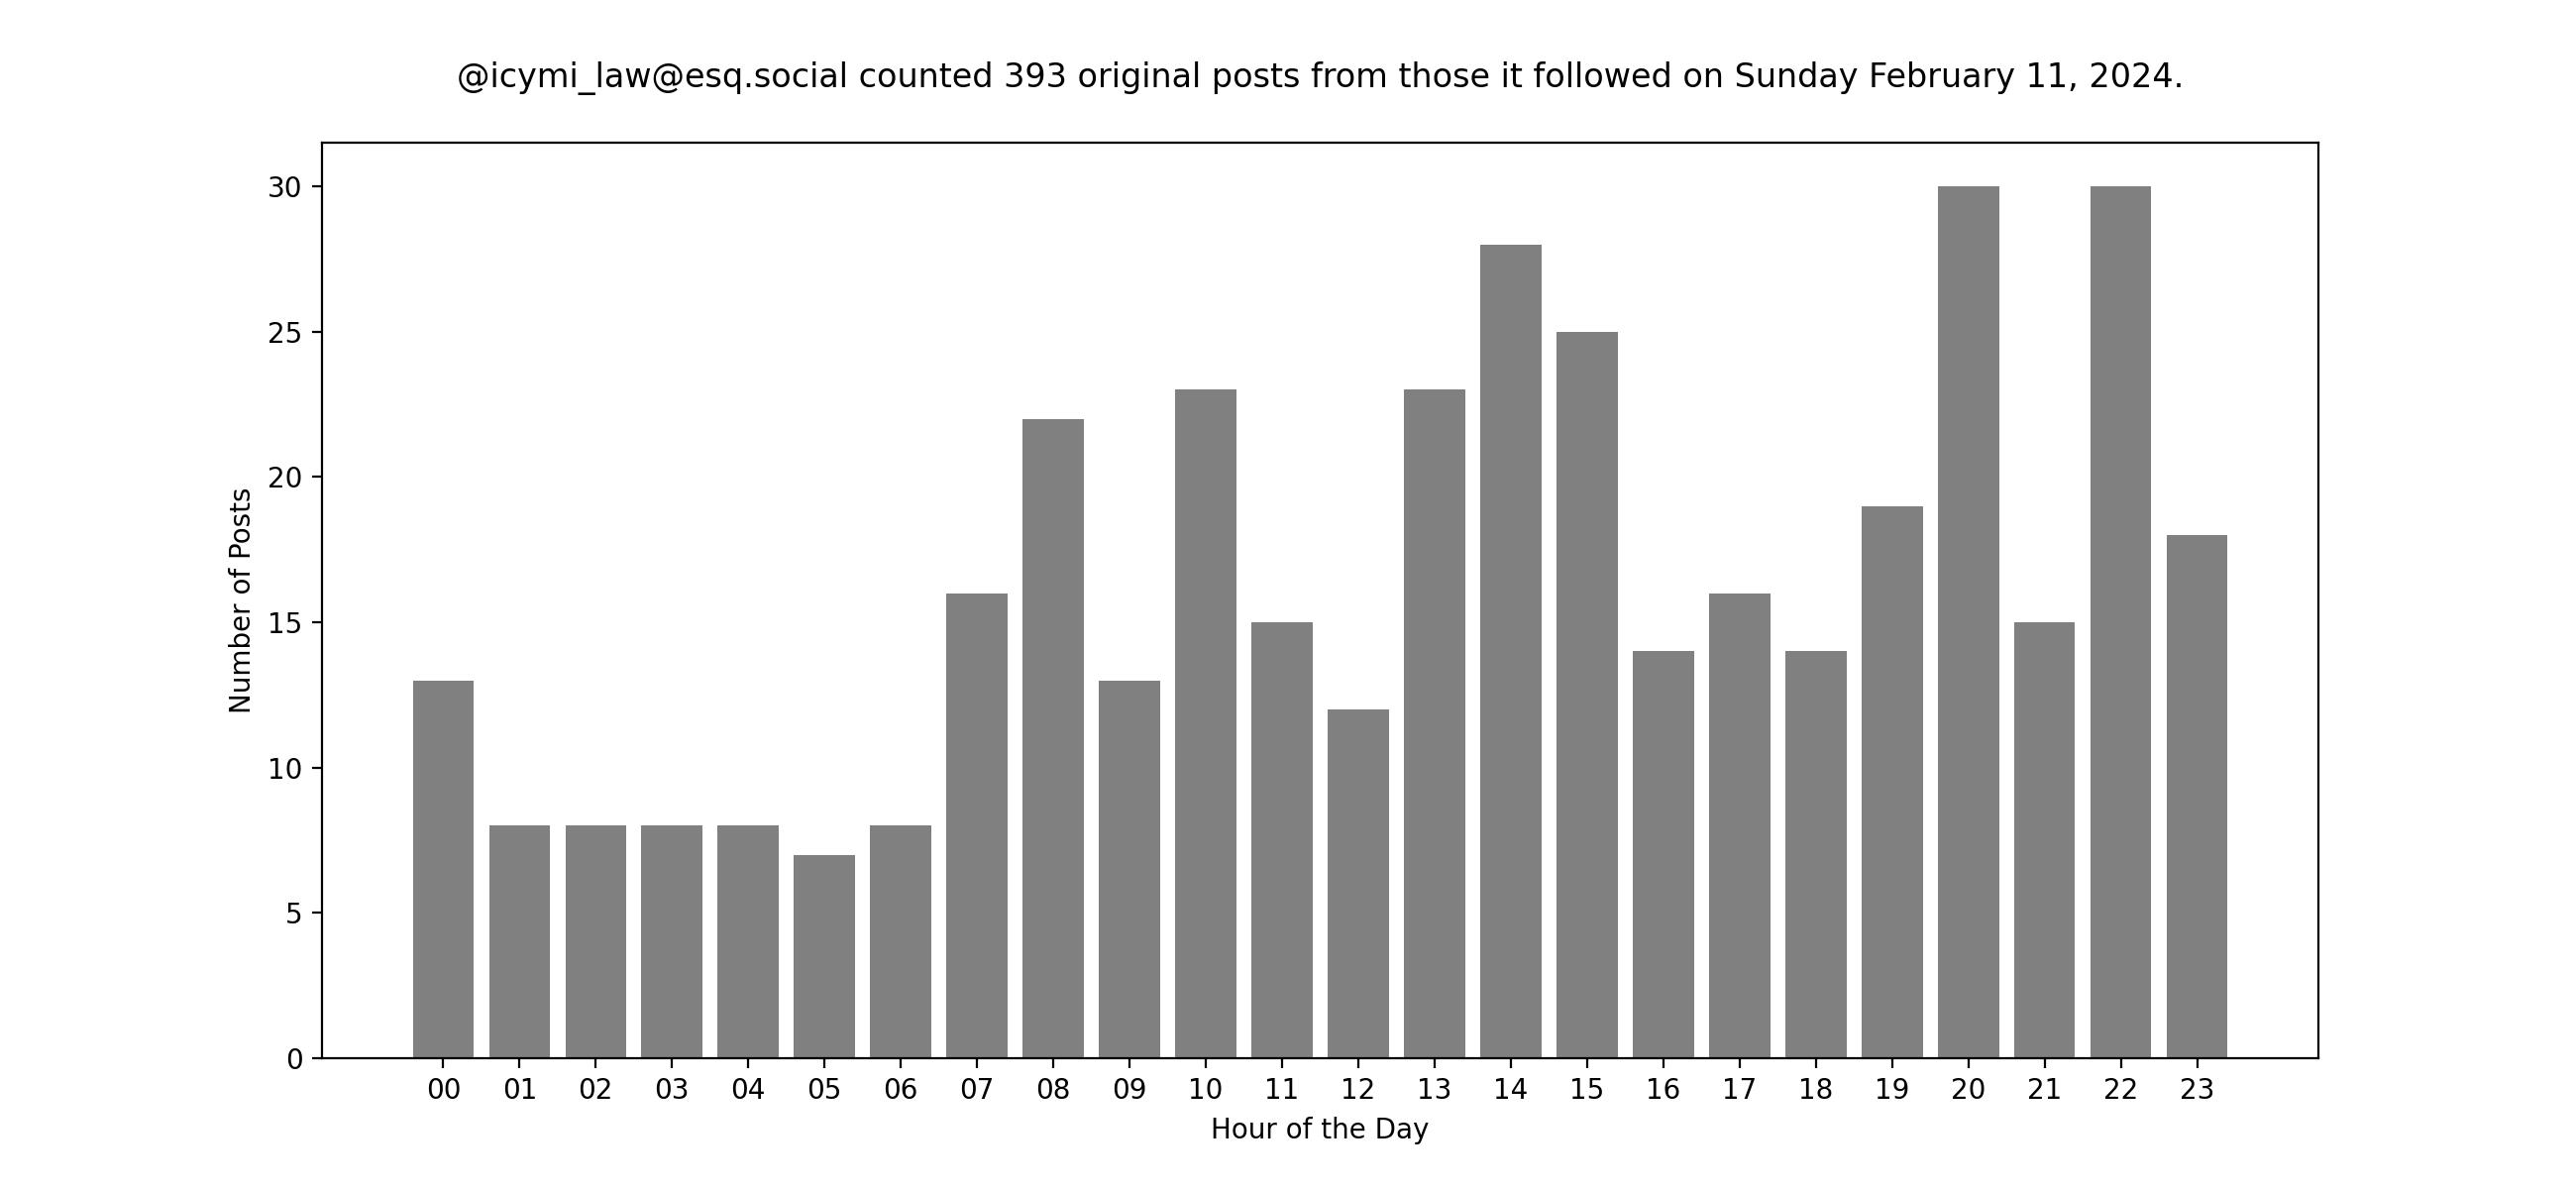 @icymi_law@esq.social counted 393 original posts from those it followed on Sunday February 11, 2024.
30
25
20
15
10
5
0
Number of Posts
00 01 02 03 04 05 06 07 08 09 10 11 12 13 14 15 16 17 18 19 20 21 22 23
Hour of the Day